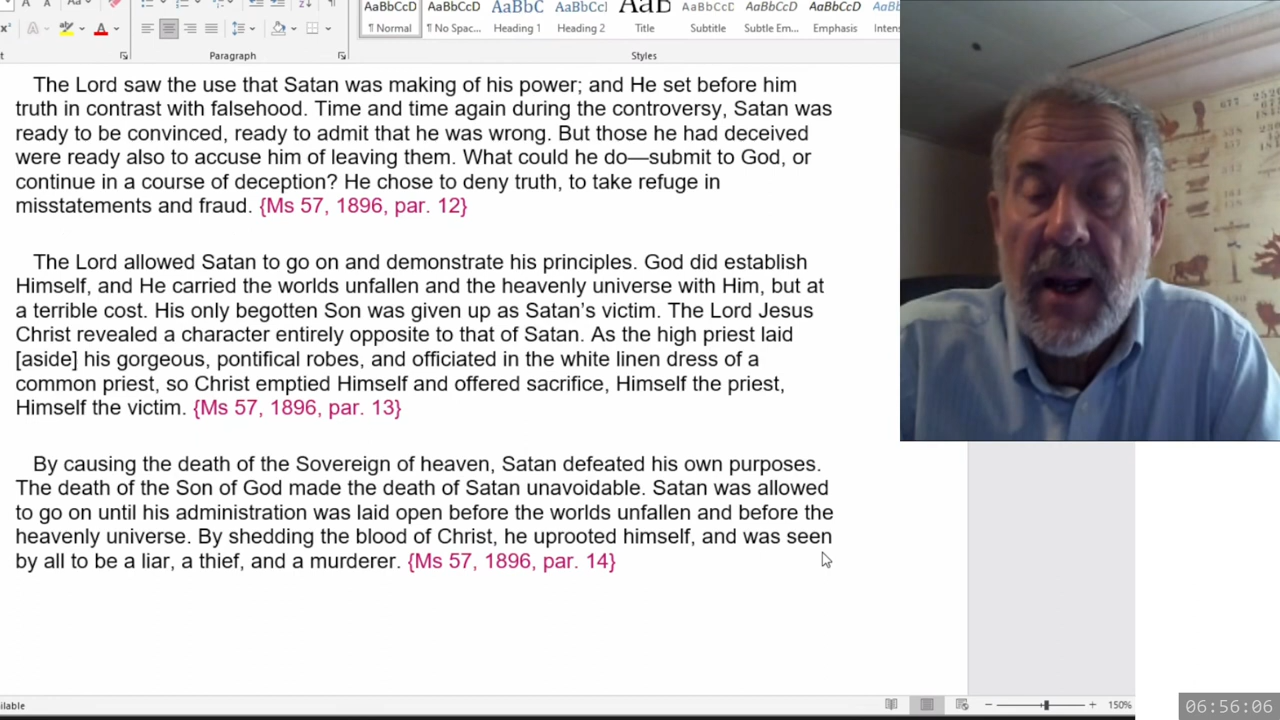 AaBbCcD AaBbCcD AaBbC AaBbCcl AaB AaBbCcD AaBbCcD AaBbCcD AaBb
¶ Normal ¶ No Spac... Heading 1 Heading 2 Title Subtitle Subtle Em... Emphasis Intens
Paragraph Styles
The Lord saw the use that Satan was making of his power; and He set before him
truth in contrast with falsehood. Time and time again during the controversy, Satan was
ready to be convinced, ready to admit that he was wrong. But those he had deceived
were ready also to accuse him of leaving them. What could he do—submit to God, or
continue in a course of deception? He chose to deny truth, to take refuge in
misstatements and fraud. {Ms 57, 1896, par. 12}
The Lord allowed Satan to go on and demonstrate his principles. God did establish
Himself, and He carried the worlds unfallen and the heavenly universe with Him, but at
a terrible cost. His only begotten Son was given up as Satan's victim. The Lord Jesus
Christ revealed a character entirely opposite to that of Satan. As the high priest laid
[aside] his gorgeous, pontifical robes, and officiated in the white linen dress of a
common priest, so Christ emptied Himself and offered sacrifice, Himself the priest,
Himself the victim. {Ms 57, 1896, par. 13}
By causing the death of the Sovereign of heaven, Satan defeated his own purposes.
The death of the Son of God made the death of Satan unavoidable. Satan was allowed
to go on until his administration was laid open before the worlds unfallen and before the
heavenly universe. By shedding the blood of Christ, he uprooted himself, and was seen
by all to be a liar, a thief, and a murderer. {Ms 57, 1896, par. 14}
ilable
150%
06:56:06